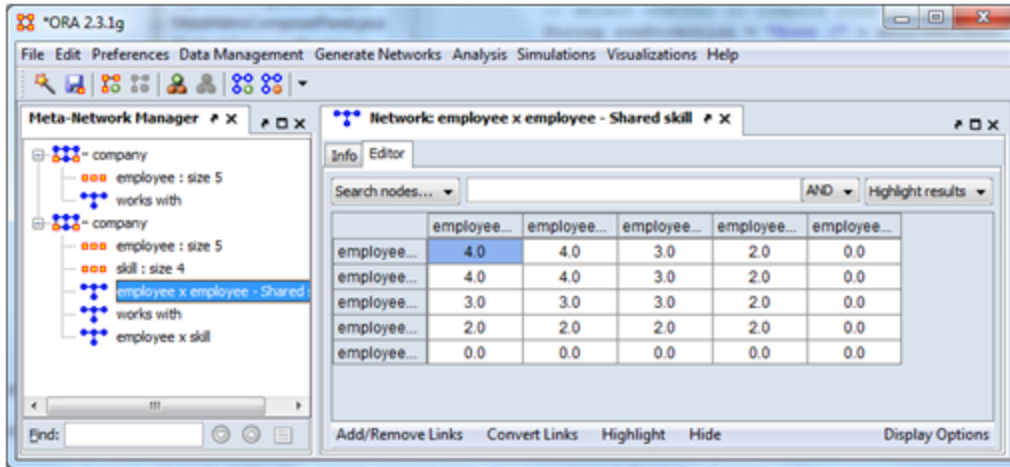 *ORA 2.3.1g
File Edit Preferences Data Management Generate Networks Analysis Simulations Visualizations Help
Meta-Network Manager
company
employee : size 5
works with
company
employee : size 5
skill : size 4
employee x employee - Shared
works with
employee x skill
Find:
Network: employee x employee - Shared skill
Info Editor
Search nodes... AND Highlight results
employee... employee... employee... employee... employee...
employee... 4.0 4.0 3.0 2.0 0.0
employee... 4.0 4.0 3.0 2.0 0.0
employee... 3.0 3.0 3.0 2.0 0.0
employee... 2.0 2.0 2.0 2.0 0.0
employee... 0.0 0.0 0.0 0.0 0.0
Add/Remove Links Convert Links Highlight Hide Display Options